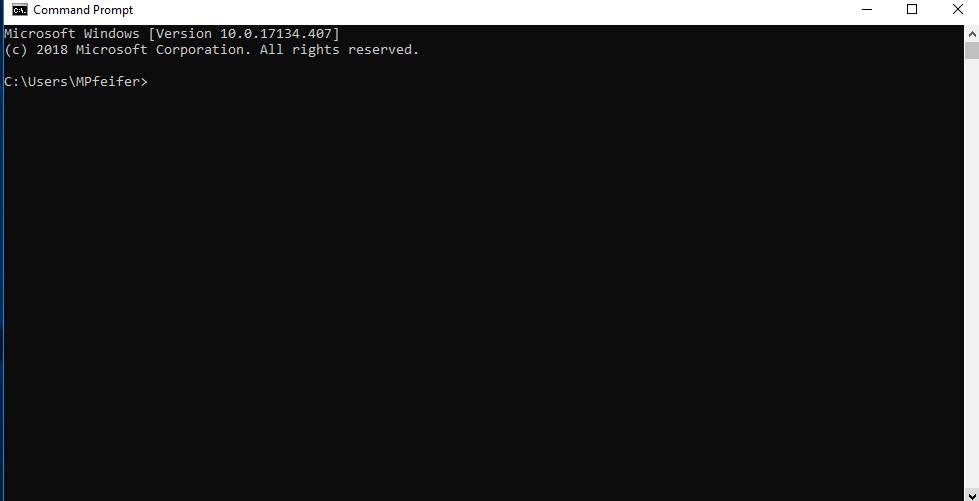 Command Prompt
Microsoft Windows [Version 10.0.17134.407]
(c) 2018 Microsoft Corporation. All rights reserved.
C:\Users\MPfeifer>